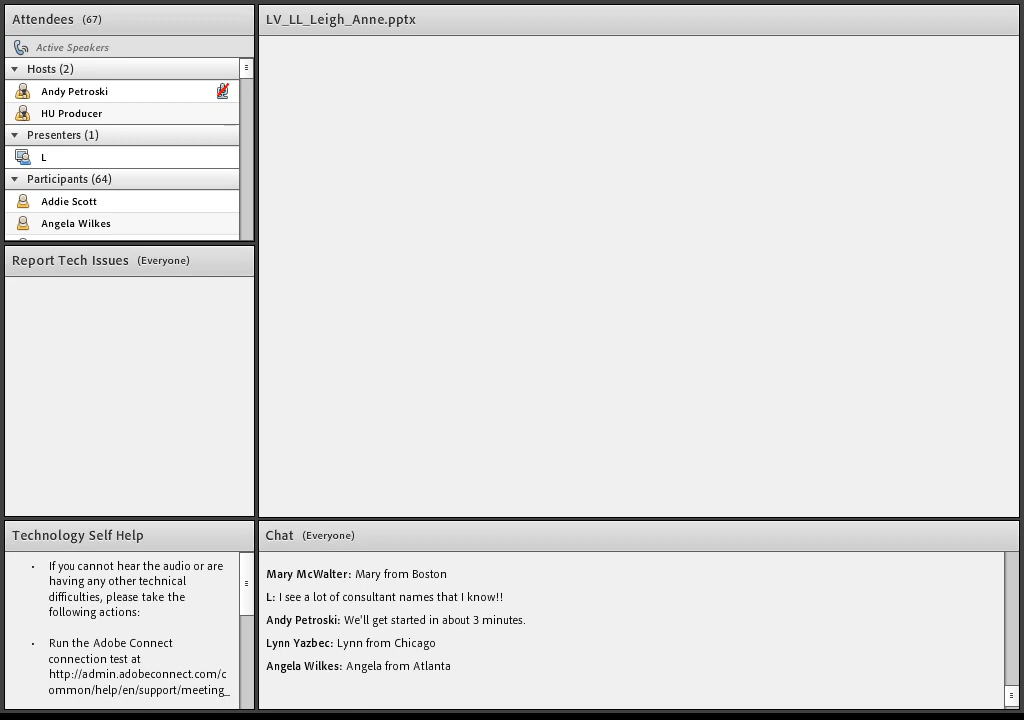 Attendees (67)
Active Speakers
Hosts (2)
Andy Petroski
HU Producer
Presenters (1)
L
Participants (64)
Addie Scott
Angela Wilkes
Report Tech Issues (Everyone)
Technology Self Help
• If you cannot hear the audio or are
having any other technical
difficulties, please take the
following actions:
• Run the Adobe Connect
connection test at
http://admin.adobeconnect.com/c
ommon/help/en/support/meeting_
LV_LL_Leigh_Anne.pptx
Chat (Everyone)
Mary McWalter: Mary from Boston
L: I see a lot of consultant names that I know!!
Andy Petroski: We'll get started in about 3 minutes.
Lynn Yazbec: Lynn from Chicago
Angela Wilkes: Angela from Atlanta